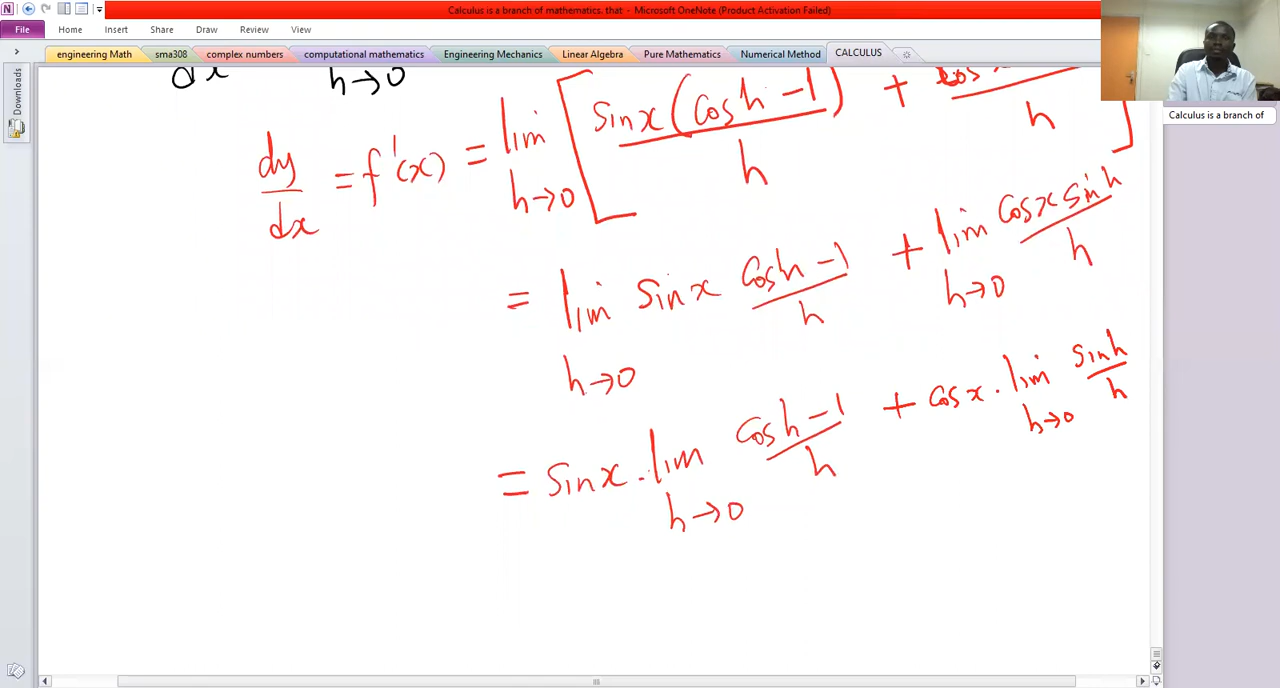 Calculus is a branch of mathematics. that - Microsoft OneNote (Product Activation Failed)
File Home Insert Share Draw Review View
engineering Math sma308 complex numbers computational mathematics Engineering Mechanics Linear Algebra Pure Mathematics Numerical Method CALCULUS
Downloads
Calculus is a branch of
dx h→0
dy/dx = f'(x) = lim h→0 [ sinx(cosh -1)/h + cos /h ]
= lim h→0 sinx cosh -1/h + lim h→0 cosx sinh/h
= sinx . lim h→0 cosh -1/h + cosx . lim h→0 sinh/h